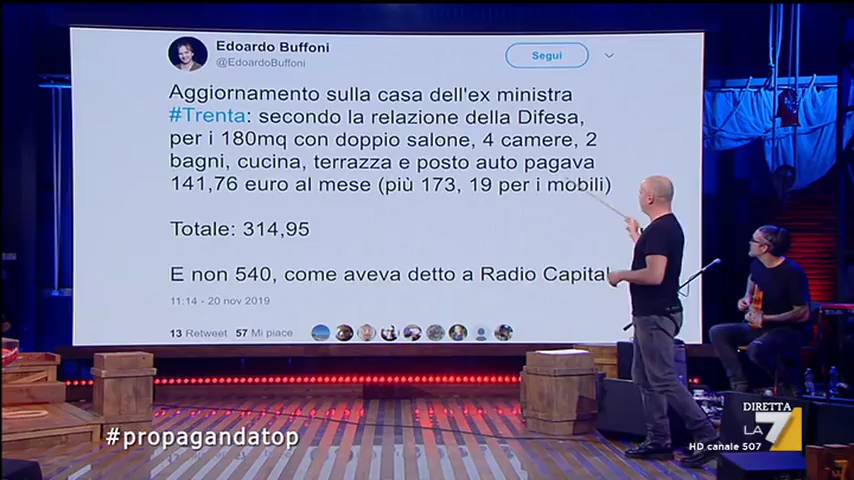 Edoardo Buffoni
@EdoardoBuffoni
Segui
Aggiornamento sulla casa dell'ex ministra
#Trenta: secondo la relazione della Difesa,
per i 180mq con doppio salone, 4 camere, 2
bagni, cucina, terrazza e posto auto pagava
141,76 euro al mese (più 173, 19 per i mobili)
Totale: 314,95
E non 540, come aveva detto a Radio Capital
11:14 - 20 nov 2019
13 Retweet 57 Mi piace
#propagandatop
DIRETTA
LA 7
HD canale 507